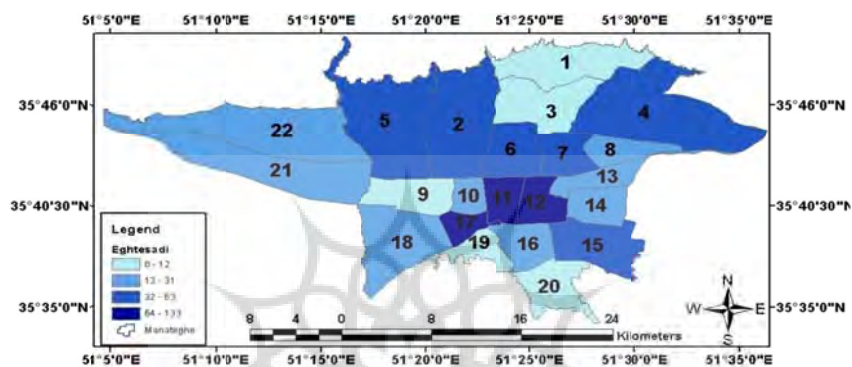 51°5'0"E 51°10'0"E 51°15'0"E 51°20'0"E 51°25'0"E 51°30'0"E 51°35'0"E
1
35°46'0"N 35°46'0"N
3 4
5 2
22 6 7 8
21 13
9 10 11 12
35°40'30"N 35°40'30"N
14
17
18 19 16 15
20
Legend
Eghtesadi
0 - 12
13 - 31
32 - 63
64 - 133
Manateghe
35°35'0"N 35°35'0"N
N
W E
S
8 4 0 8 16 24
Kilometers
51°5'0"E 51°10'0"E 51°15'0"E 51°20'0"E 51°25'0"E 51°30'0"E 51°35'0"E